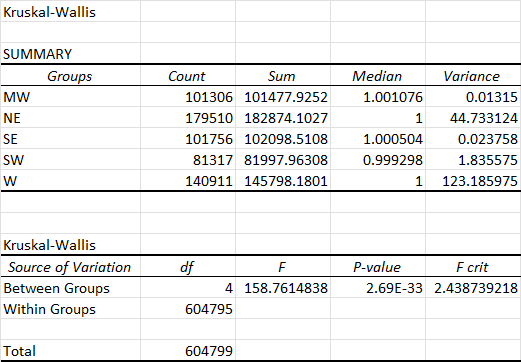 Kruskal-Wallis
SUMMARY
Groups Count Sum Median Variance
MW 101306 101477.9252 1.001076 0.01315
NE 179510 182874.1027 1 44.733124
SE 101756 102098.5108 1.000504 0.023758
SW 81317 81997.96308 0.999298 1.835575
W 140911 145798.1801 1 123.185975
Kruskal-Wallis
Source of Variation df F P-value F crit
Between Groups 4 158.7614838 2.69E-33 2.438739218
Within Groups 604795
Total 604799